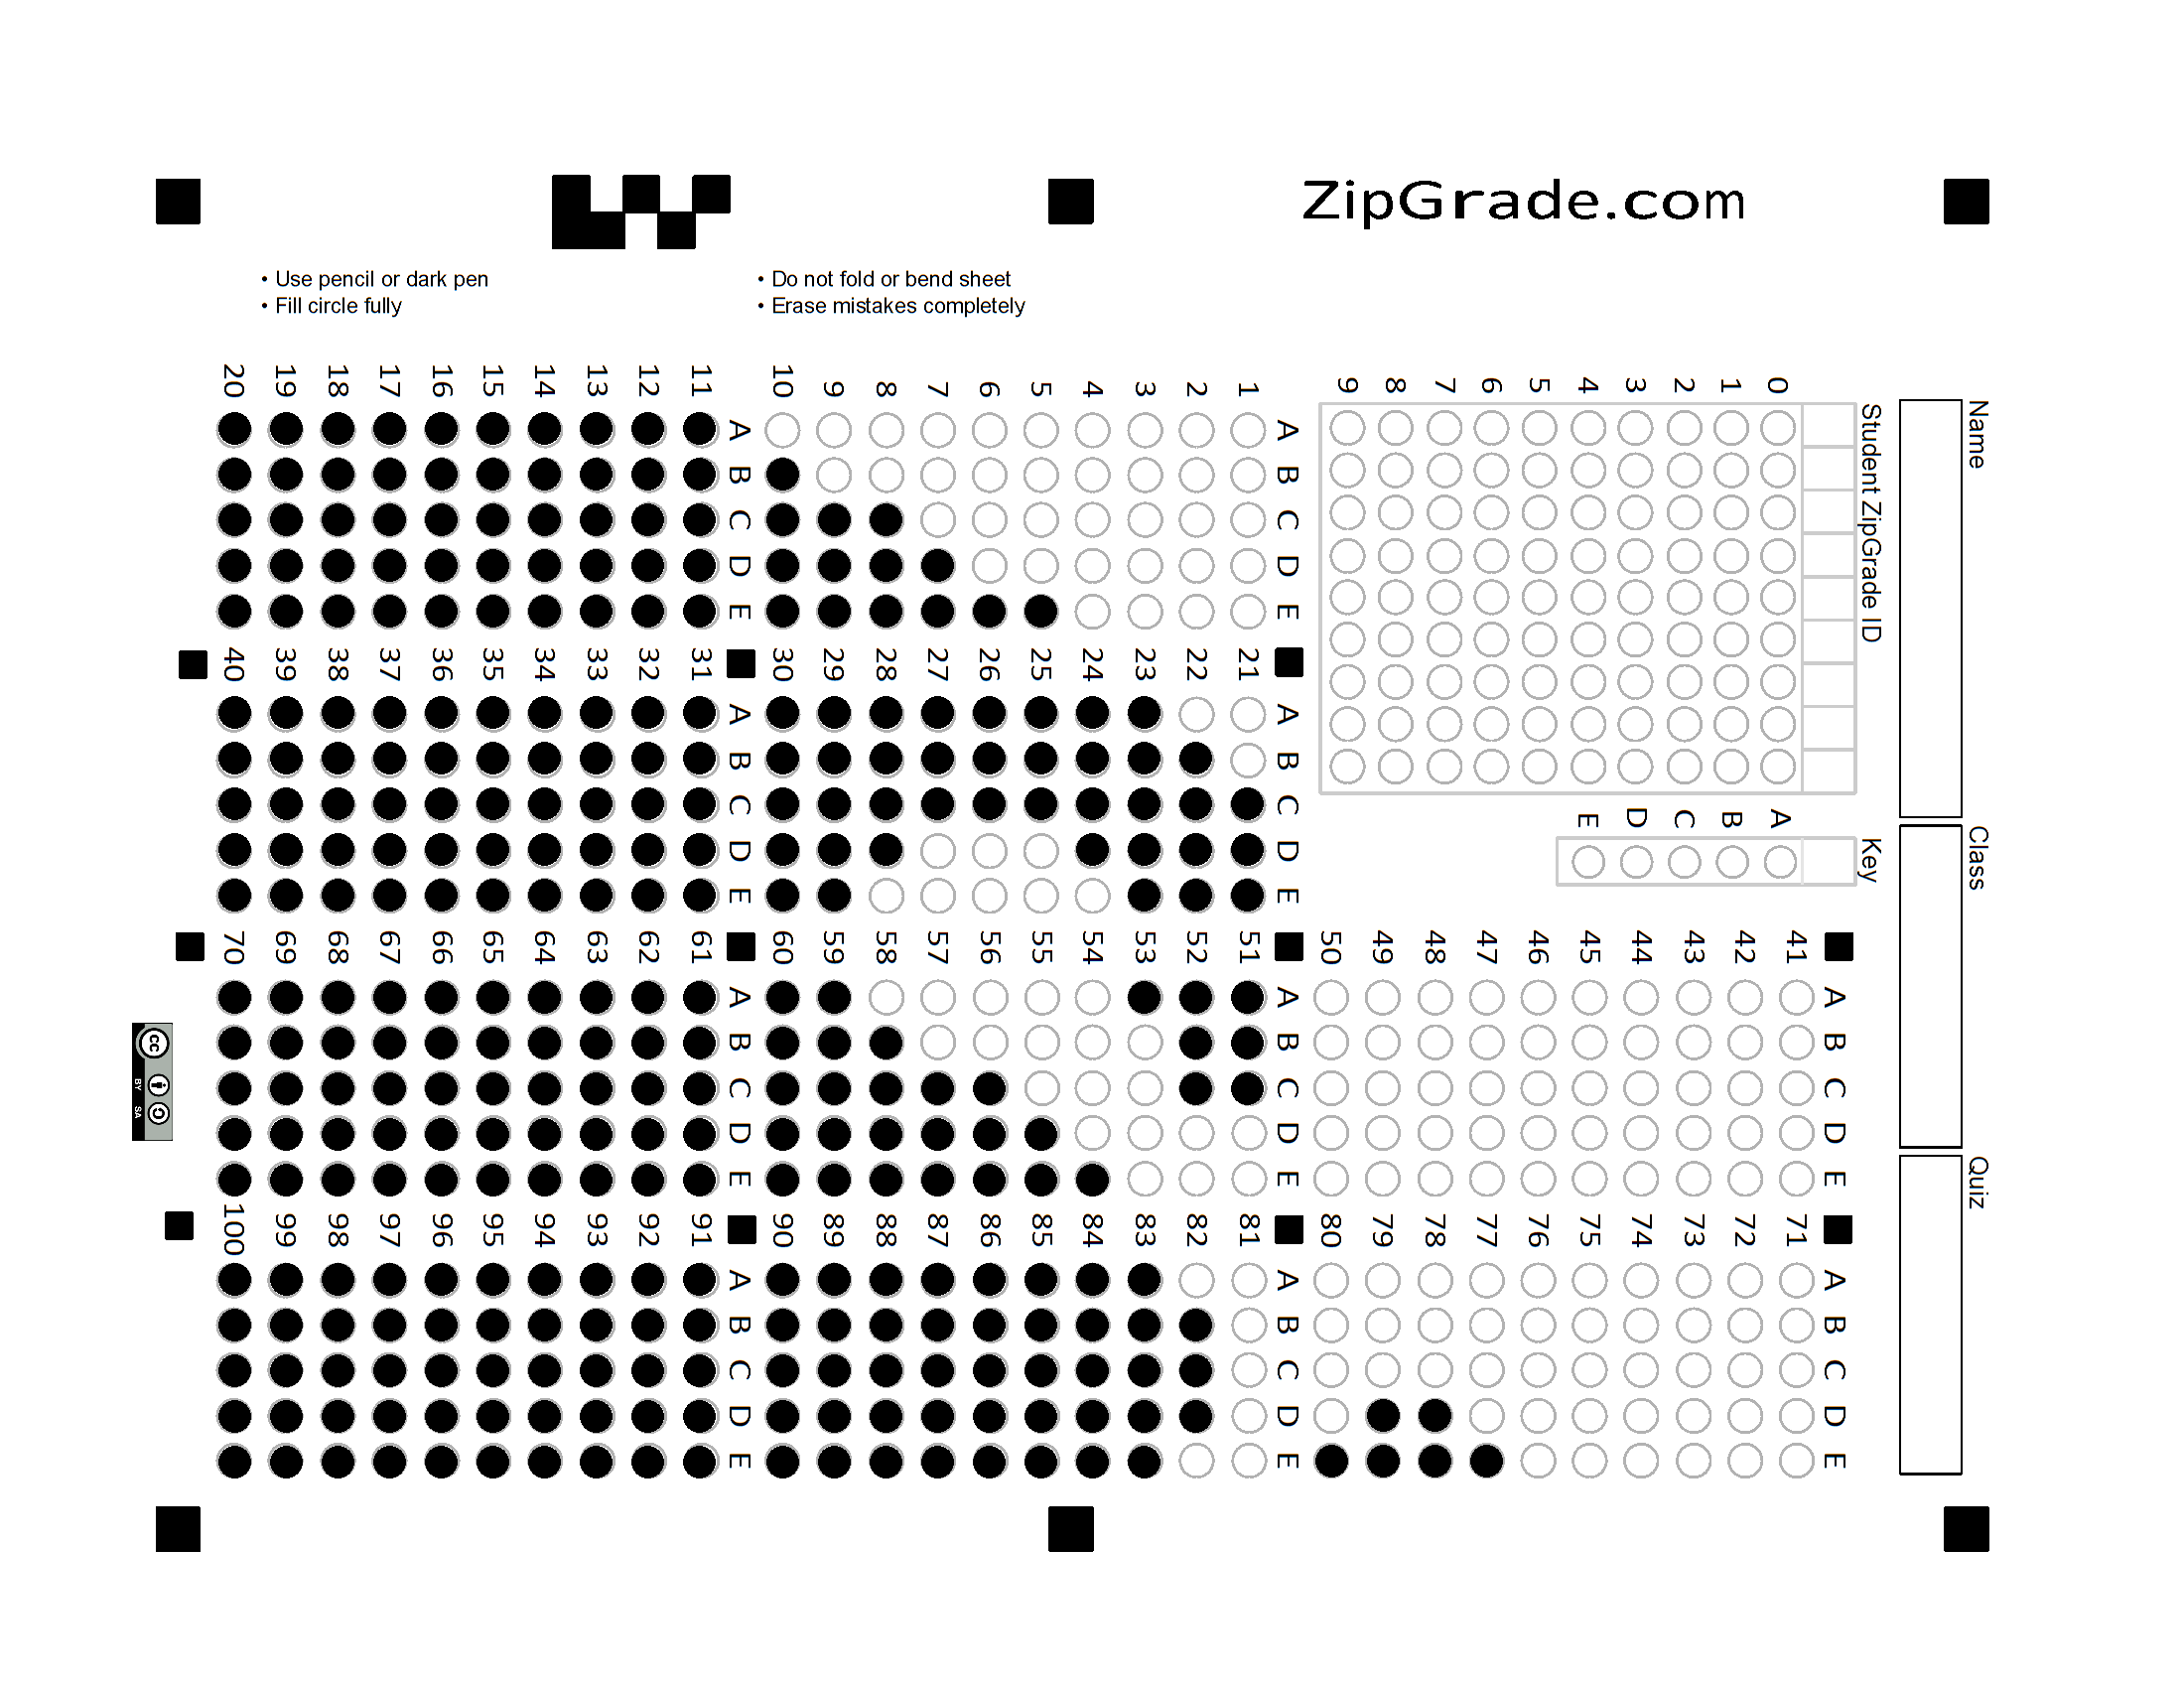 ZipGrade.com
• Use pencil or dark pen
• Fill circle fully
• Do not fold or bend sheet
• Erase mistakes completely
Name
Class
Quiz
Student ZipGrade ID
0 1 2 3 4 5 6 7 8 9
Key
A B C D E
A B C D E
1 2 3 4 5 6 7 8 9 10
A B C D E
11 12 13 14 15 16 17 18 19 20
A B C D E
21 22 23 24 25 26 27 28 29 30
A B C D E
31 32 33 34 35 36 37 38 39 40
A B C D E
41 42 43 44 45 46 47 48 49 50
A B C D E
51 52 53 54 55 56 57 58 59 60
A B C D E
61 62 63 64 65 66 67 68 69 70
A B C D E
71 72 73 74 75 76 77 78 79 80
A B C D E
81 82 83 84 85 86 87 88 89 90
A B C D E
91 92 93 94 95 96 97 98 99 100
A B C D E
cc
BY SA